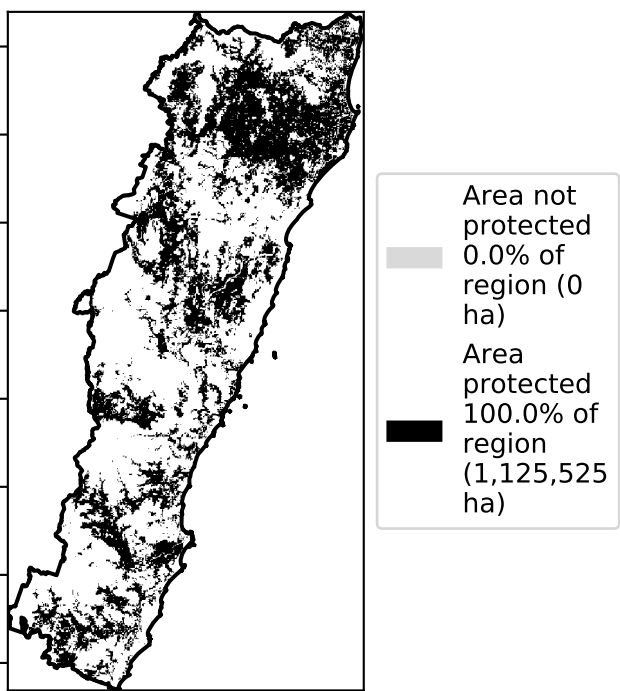 Area not
protected
0.0% of
region (0
ha)
Area
protected
100.0% of
region
(1,125,525
ha)